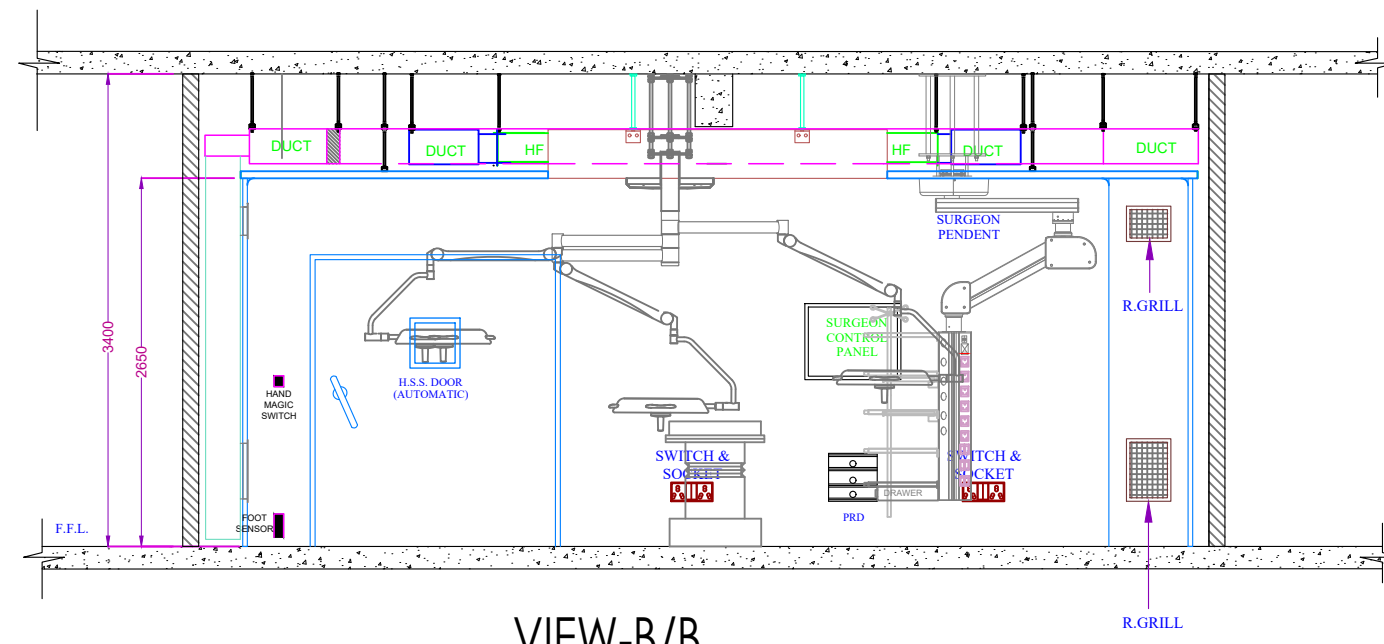 DUCT
DUCT
HF
HF
DUCT
DUCT
SURGEON
PENDENT
R.GRILL
3400
2650
SURGEON
CONTROL
PANEL
H.S.S. DOOR
(AUTOMATIC)
HAND
MAGIC
SWITCH
SWITCH &
SOCKET
SWITCH &
SOCKET
DRAWER
PRD
FOOT
SENSOR
F.F.L.
R.GRILL
VIEW-B/B